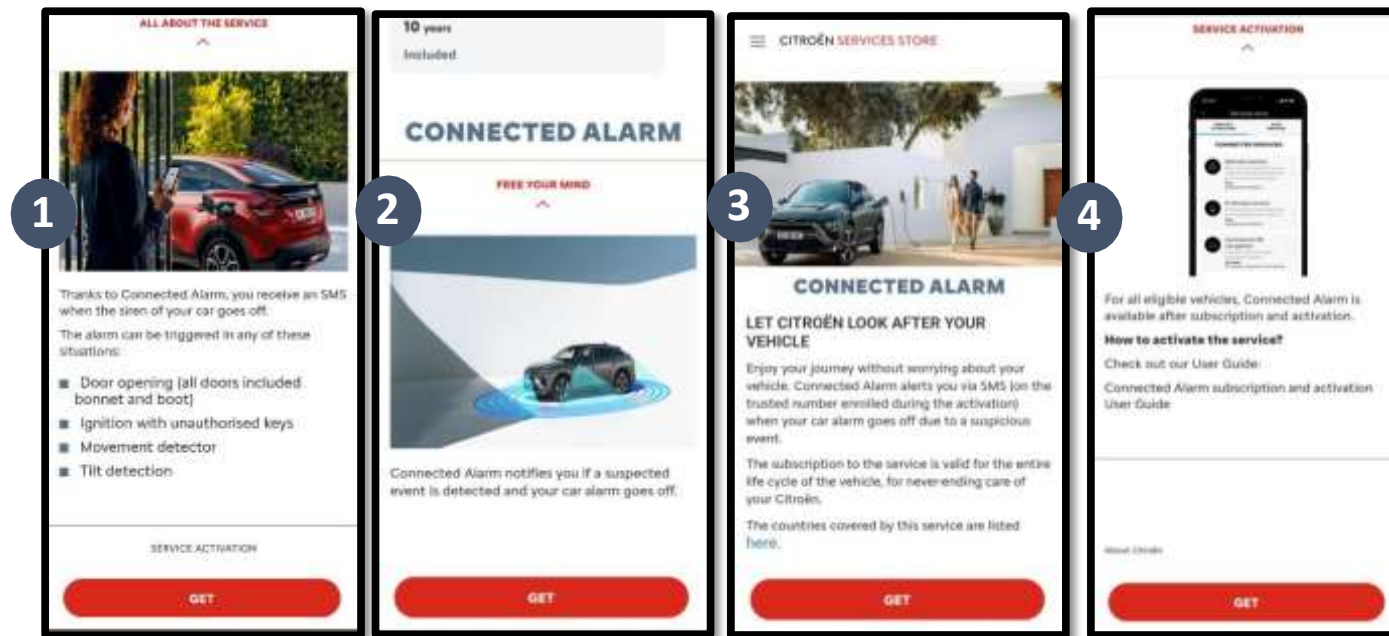 1
ALL ABOUT THE SERVICE
Thanks to Connected Alarm, you receive an SMS
when the siren of your car goes off.
The alarm can be triggered in any of these
situations:
Door opening (all doors included
bonnet and boot)
Ignition with unauthorised keys
Movement detector
Tilt detection
SERVICE ACTIVATION
GET
2
10 years
Included
CONNECTED ALARM
FREE YOUR MIND
Connected Alarm notifies you if a suspected
event is detected and your car alarm goes off.
GET
3
CITROËN SERVICES STORE
CONNECTED ALARM
LET CITROËN LOOK AFTER YOUR
VEHICLE
Enjoy your journey without worrying about your
vehicle. Connected Alarm alerts you via SMS (on the
trusted number enrolled during the activation)
when your car alarm goes off due to a suspicious
event.
The subscription to the service is valid for the entire
life cycle of the vehicle, for never-ending care of
your Citroën.
The countries covered by this service are listed
here.
GET
4
SERVICE ACTIVATION
CONNECTED SERVICES
For all eligible vehicles, Connected Alarm is
available after subscription and activation.
How to activate the service?
Check out our User Guide:
Connected Alarm subscription and activation
User Guide
About Citroën
GET